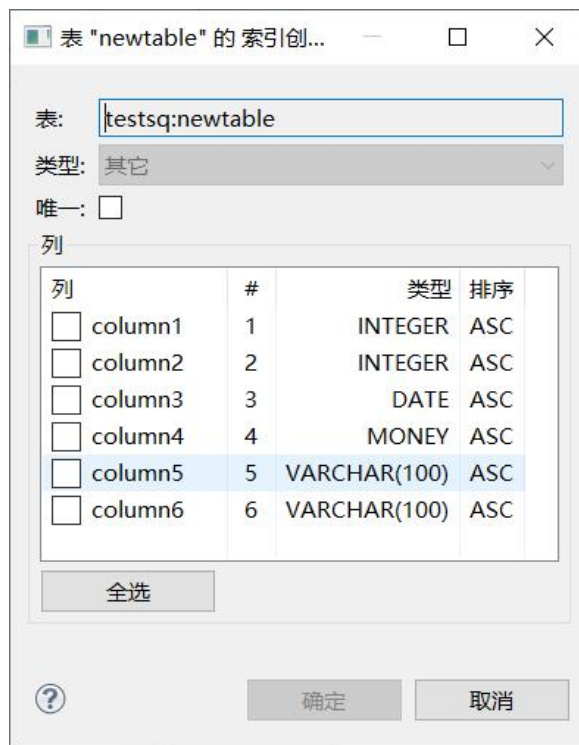 表 "newtable" 的 索引创...
表: testsq:newtable
类型: 其它
唯一:
列
列 # 类型 排序
column1 1 INTEGER ASC
column2 2 INTEGER ASC
column3 3 DATE ASC
column4 4 MONEY ASC
column5 5 VARCHAR(100) ASC
column6 6 VARCHAR(100) ASC
全选
? 确定 取消